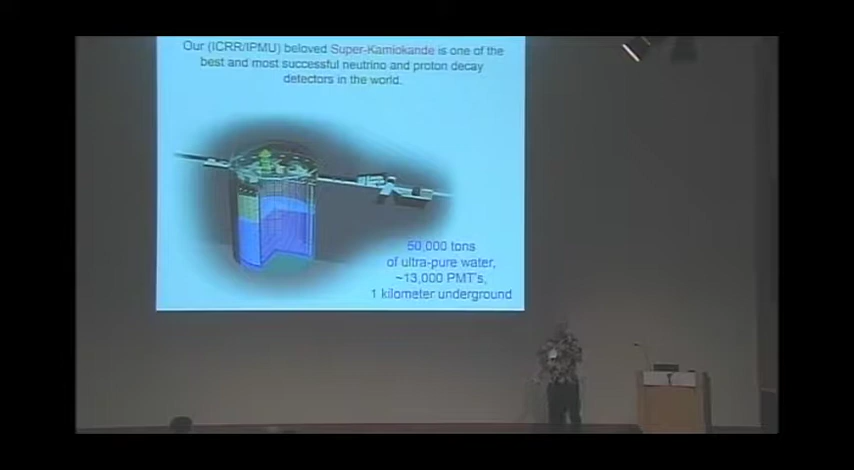 Our (ICRR/IPMU) beloved Super-Kamiokande is one of the
best and most successful neutrino and proton decay
detectors in the world.
50,000 tons
of ultra-pure water,
~13,000 PMT's,
1 kilometer underground